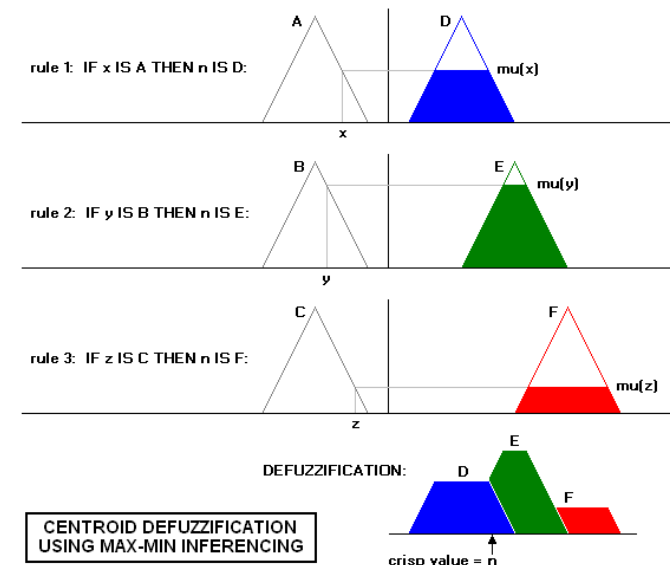 A
D
rule 1: IF x IS A THEN n IS D:
mu(x)
x
B
E
mu(y)
rule 2: IF y IS B THEN n IS E:
y
C
F
rule 3: IF z IS C THEN n IS F:
mu(z)
z
E
DEFUZZIFICATION:
D
F
CENTROID DEFUZZIFICATION
USING MAX-MIN INFERENCING
crisp value = n